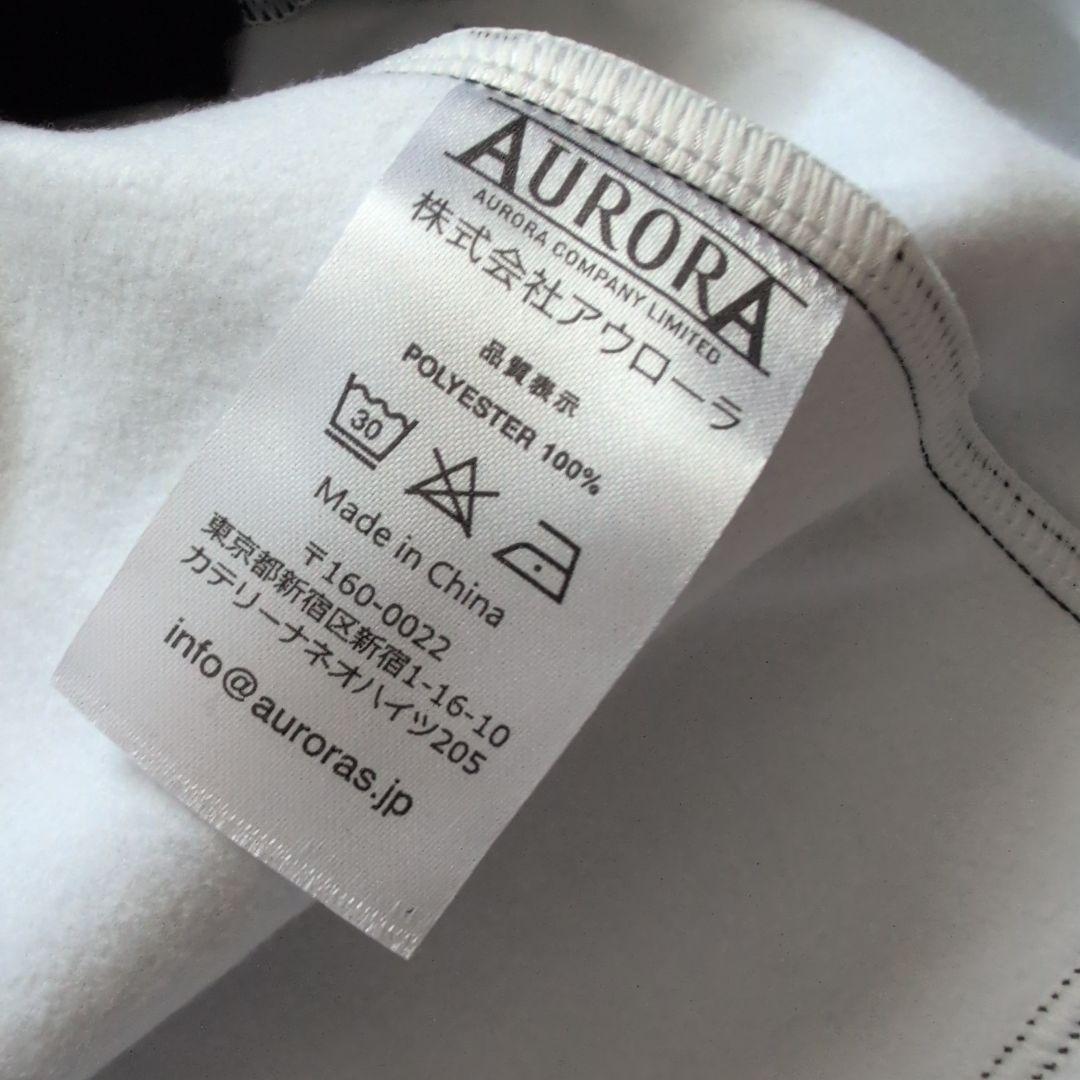 AURORA
AURORA COMPANY LIMITED
株式会社アウローラ
品質表示
POLYESTER 100%
30
Made in China
〒160-0022
東京都新宿区新宿1-16-10
カテリーナネオハイツ205
info@auroras.jp